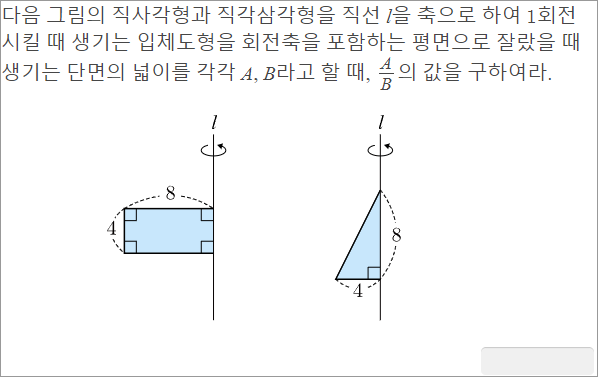 다음 그림의 직사각형과 직각삼각형을 직선 l을 축으로 하여 1회전
시킬 때 생기는 입체도형을 회전축을 포함하는 평면으로 잘랐을 때
생기는 단면의 넓이를 각각 A, B라고 할 때, A/B의 값을 구하여라.
l
l
8
4
8
4